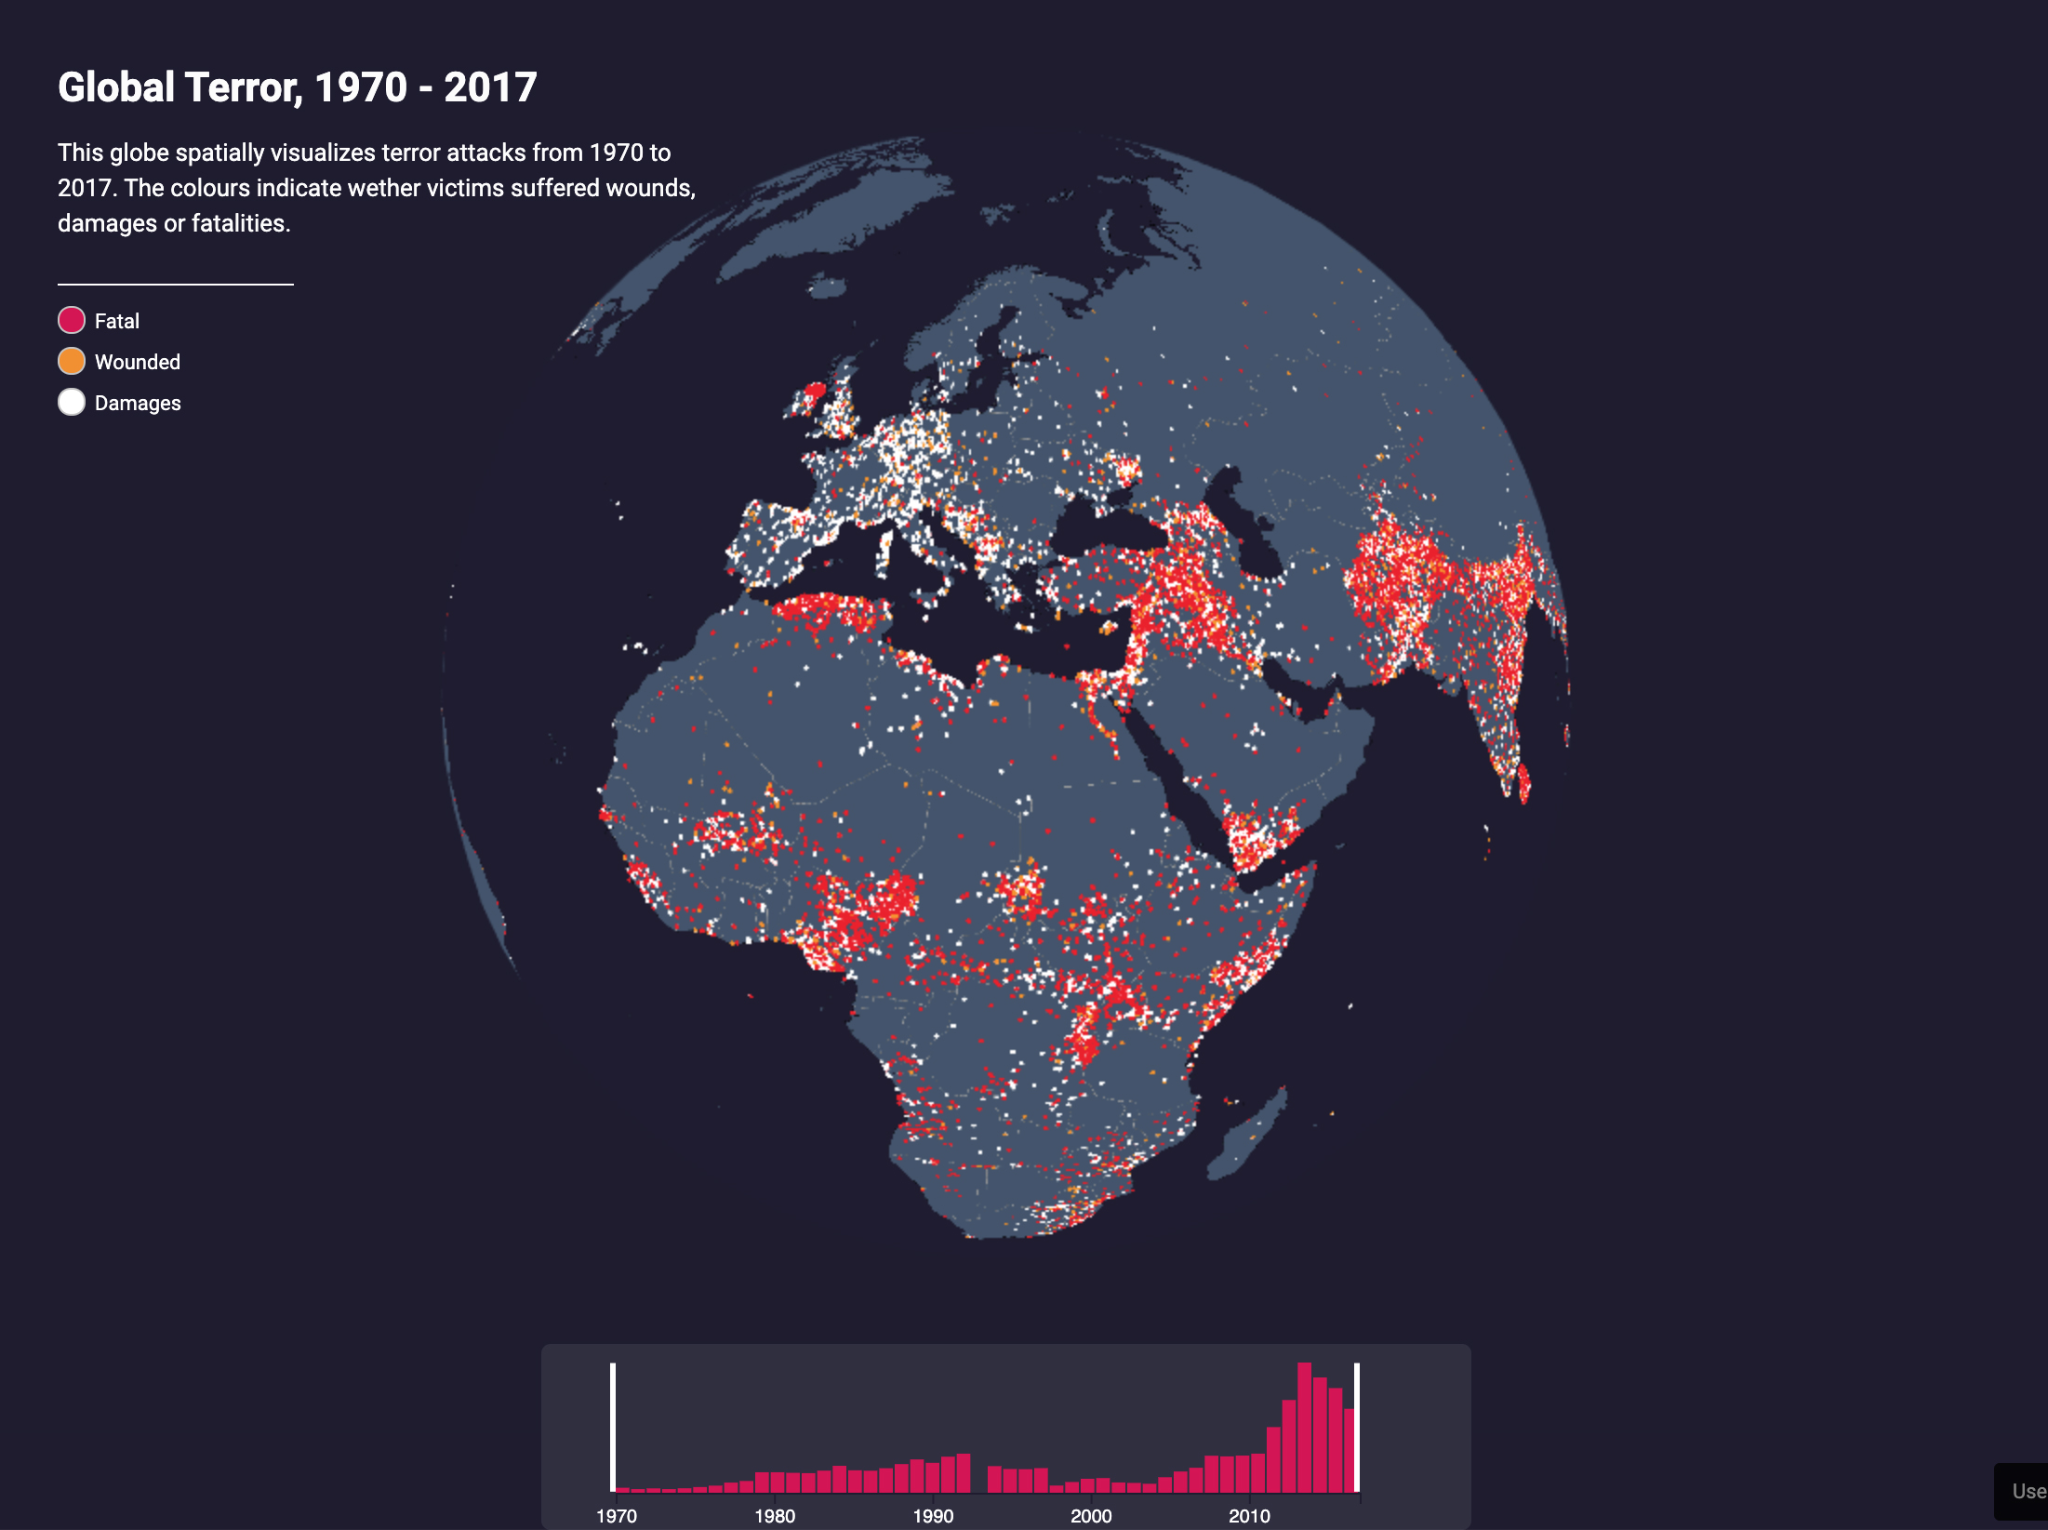 Global Terror, 1970 - 2017
This globe spatially visualizes terror attacks from 1970 to
2017. The colours indicate wether victims suffered wounds,
damages or fatalities.
Fatal
Wounded
Damages
1970 1980 1990 2000 2010
Use